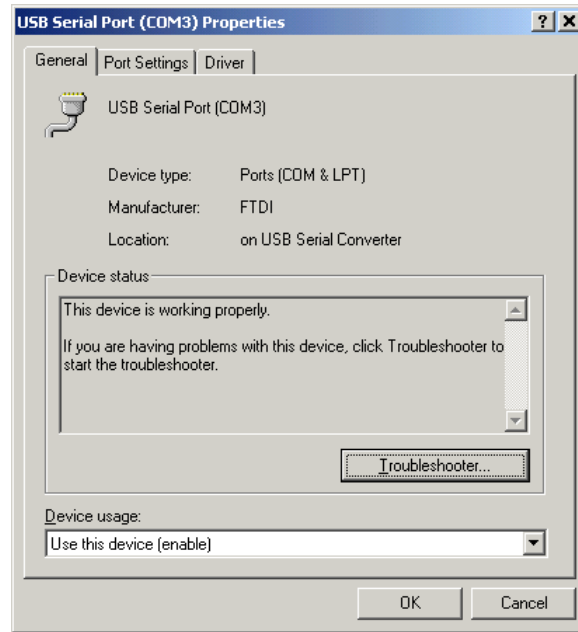 USB Serial Port (COM3) Properties
General Port Settings Driver
USB Serial Port (COM3)
Device type: Ports (COM & LPT)
Manufacturer: FTDI
Location: on USB Serial Converter
Device status
This device is working properly.
If you are having problems with this device, click Troubleshooter to
start the troubleshooter.
Troubleshooter...
Device usage:
Use this device (enable)
OK Cancel